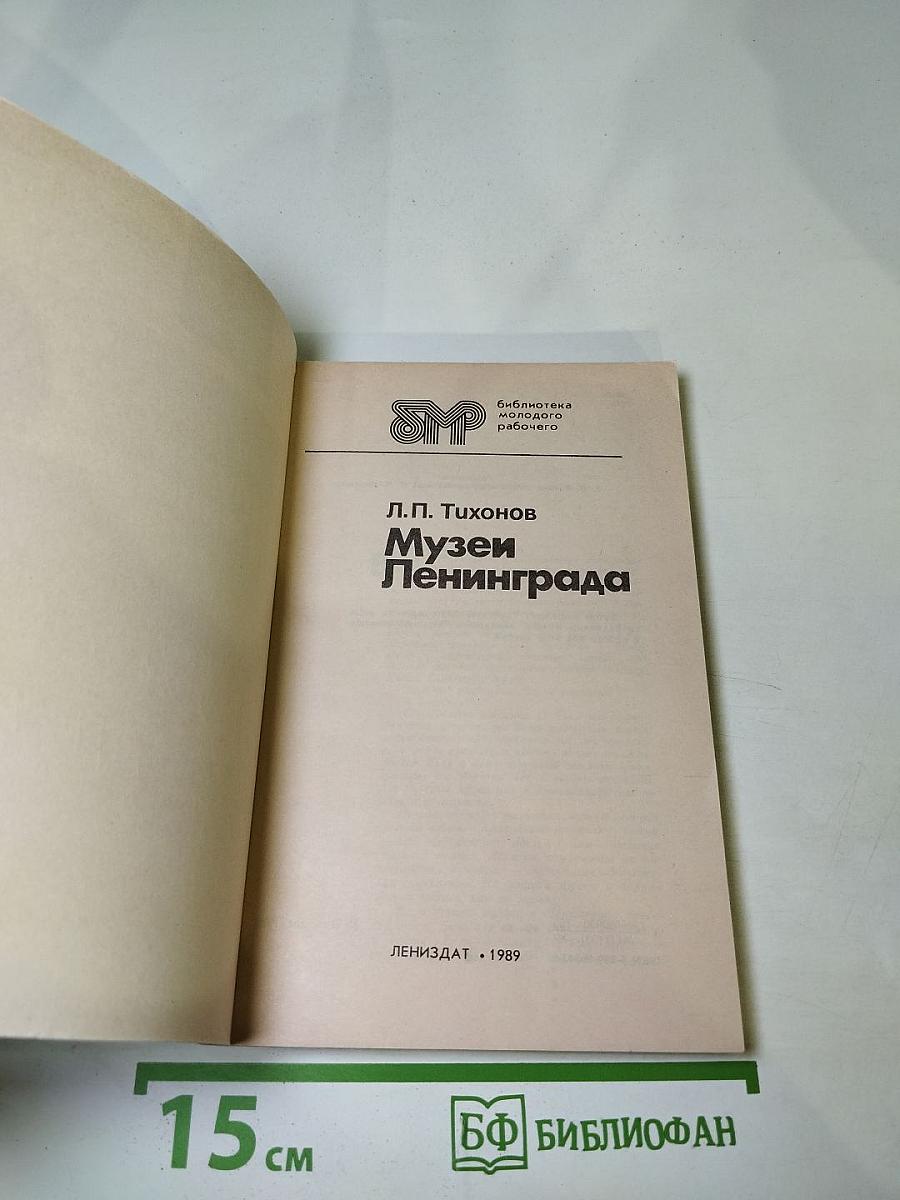 бмр
библиотека
молодого
рабочего
Л.П. Тихонов
Музеи
Ленинграда
ЛЕНИЗДАТ • 1989
15 см
БФ БИБЛИОФАН